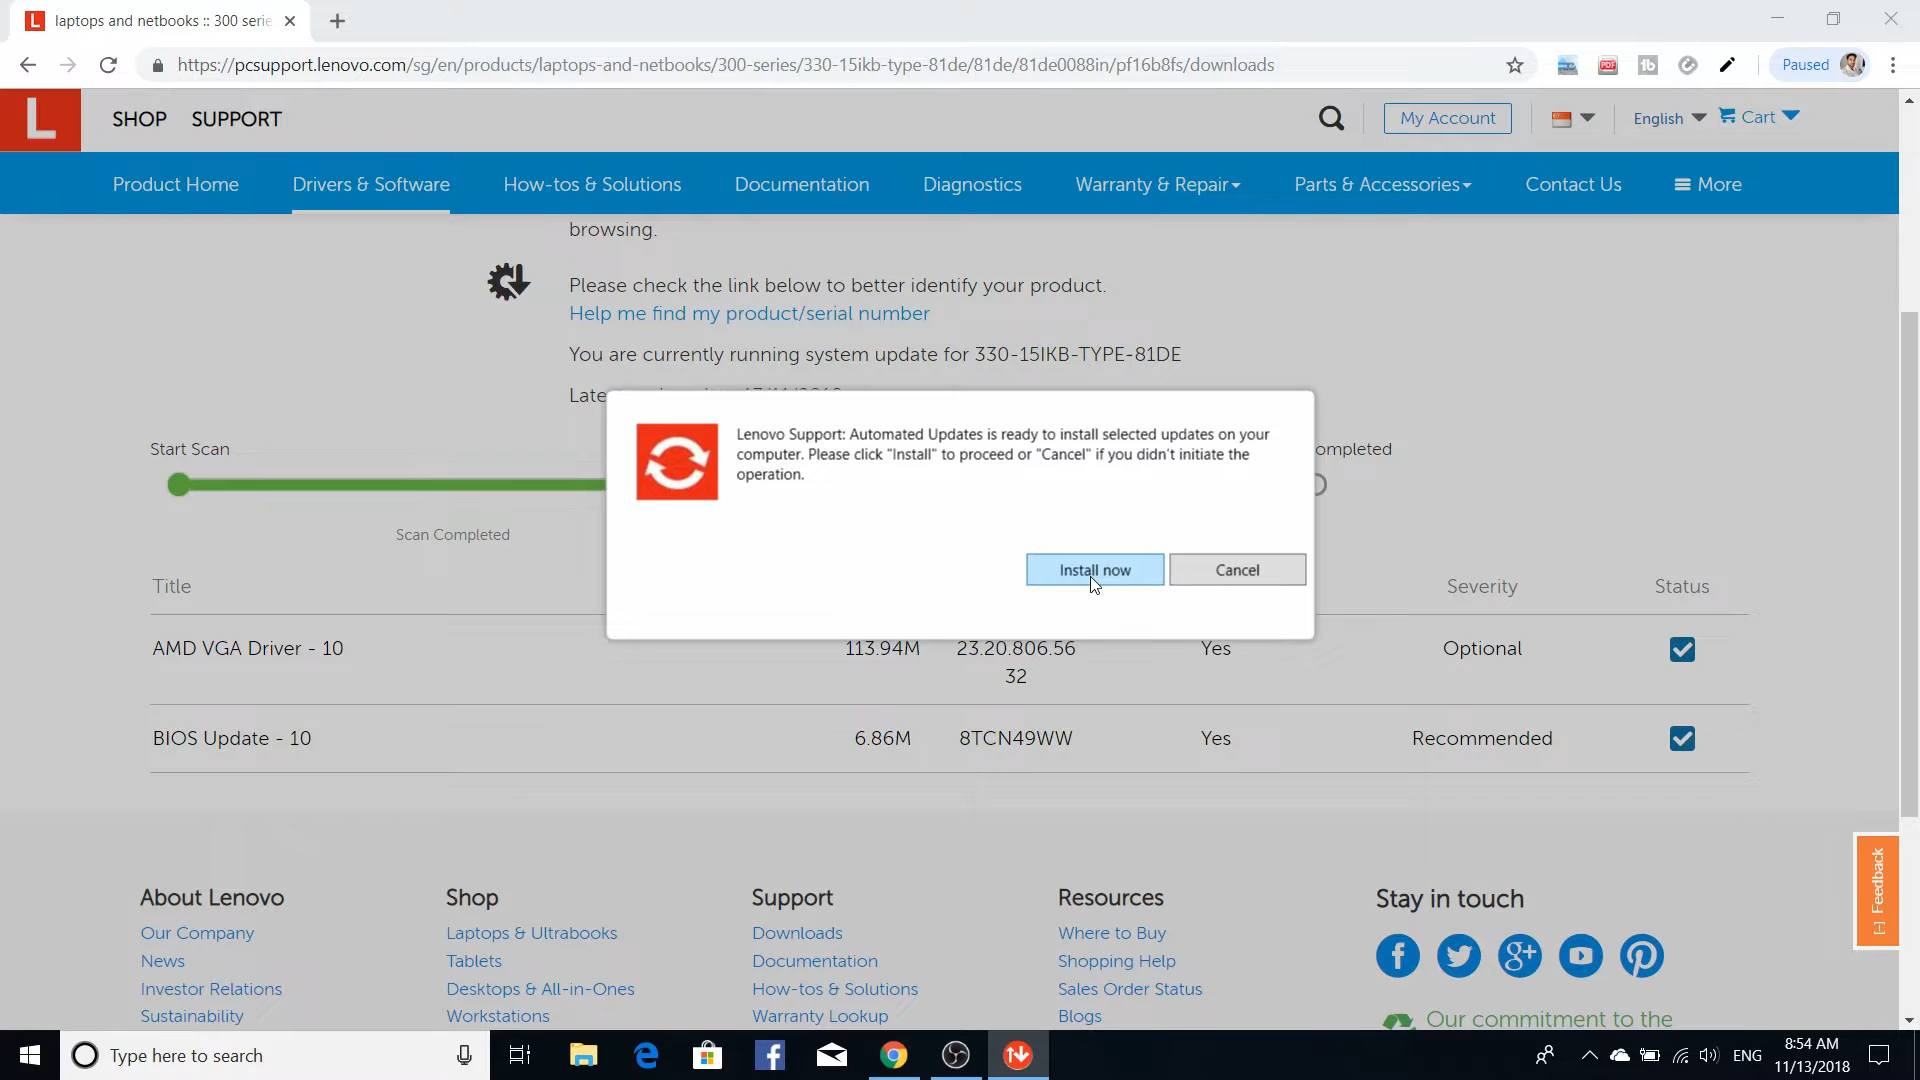 laptops and netbooks :: 300 serie
https://pcsupport.lenovo.com/sg/en/products/laptops-and-netbooks/300-series/330-15ikb-type-81de/81de/81de0088in/pf16b8fs/downloads
Paused
L
SHOP SUPPORT
My Account
English
Cart
Product Home
Drivers & Software
How-tos & Solutions
Documentation
Diagnostics
Warranty & Repair
Parts & Accessories
Contact Us
More
browsing.
Please check the link below to better identify your product.
Help me find my product/serial number
You are currently running system update for 330-15IKB-TYPE-81DE
Late
Lenovo Support: Automated Updates is ready to install selected updates on your
computer. Please click "Install" to proceed or "Cancel" if you didn't initiate the
operation.
Install now
Cancel
Start Scan
ompleted
Scan Completed
Title
Severity
Status
AMD VGA Driver - 10
113.94M
23.20.806.56
32
Yes
Optional
BIOS Update - 10
6.86M
8TCN49WW
Yes
Recommended
[-] Feedback
About Lenovo
Our Company
News
Investor Relations
Sustainability
Shop
Laptops & Ultrabooks
Tablets
Desktops & All-in-Ones
Workstations
Support
Downloads
Documentation
How-tos & Solutions
Warranty Lookup
Resources
Where to Buy
Shopping Help
Sales Order Status
Blogs
Stay in touch
Our commitment to the
Type here to search
ENG
8:54 AM
11/13/2018